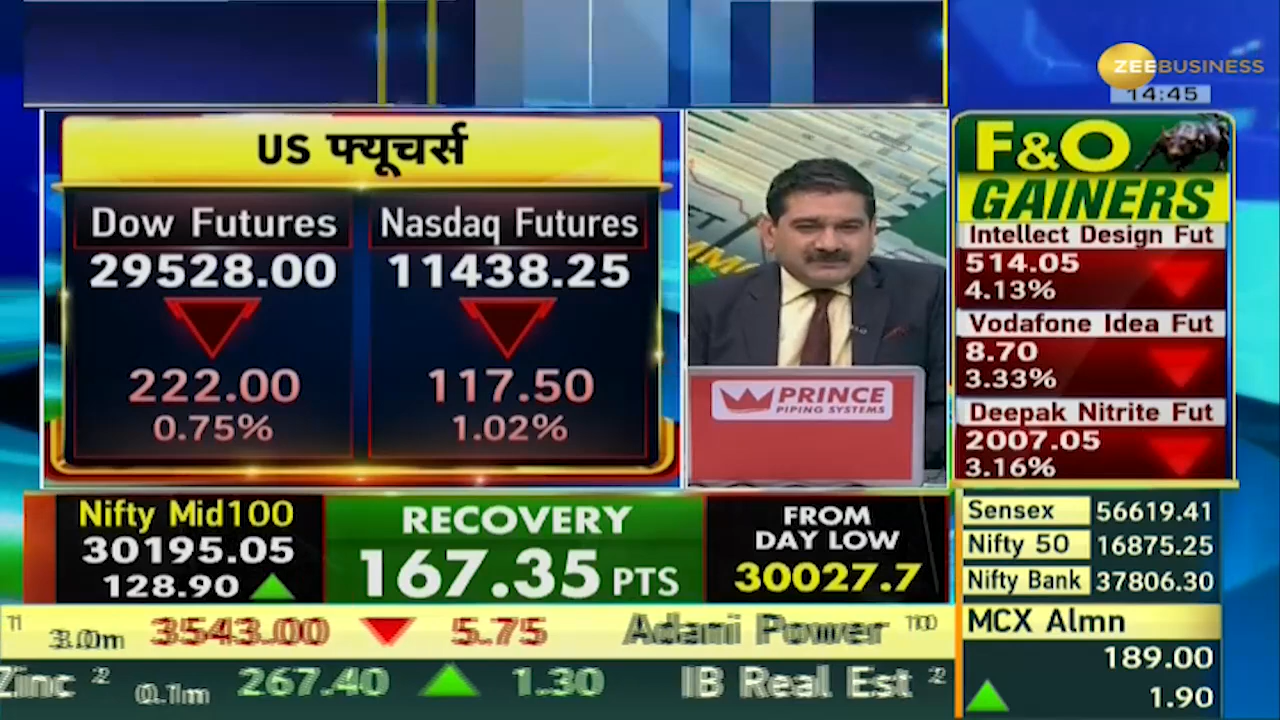 ZEEBUSINESS
14:45
US फ्यूचर्स
Dow Futures
29528.00
222.00
0.75%
Nasdaq Futures
11438.25
117.50
1.02%
PRINCE
PIPING SYSTEMS
F&O
GAINERS
Intellect Design Fut
514.05
4.13%
Vodafone Idea Fut
8.70
3.33%
Deepak Nitrite Fut
2007.05
3.16%
Nifty Mid100
30195.05
128.90
RECOVERY
167.35 PTS
FROM
DAY LOW
30027.7
Sensex 56619.41
Nifty 50 16875.25
Nifty Bank 37806.30
MCX Almn
189.00
1.90
3543.00 5.75 Adani Power
Zinc 0.1m 267.40 1.30 IB Real Est